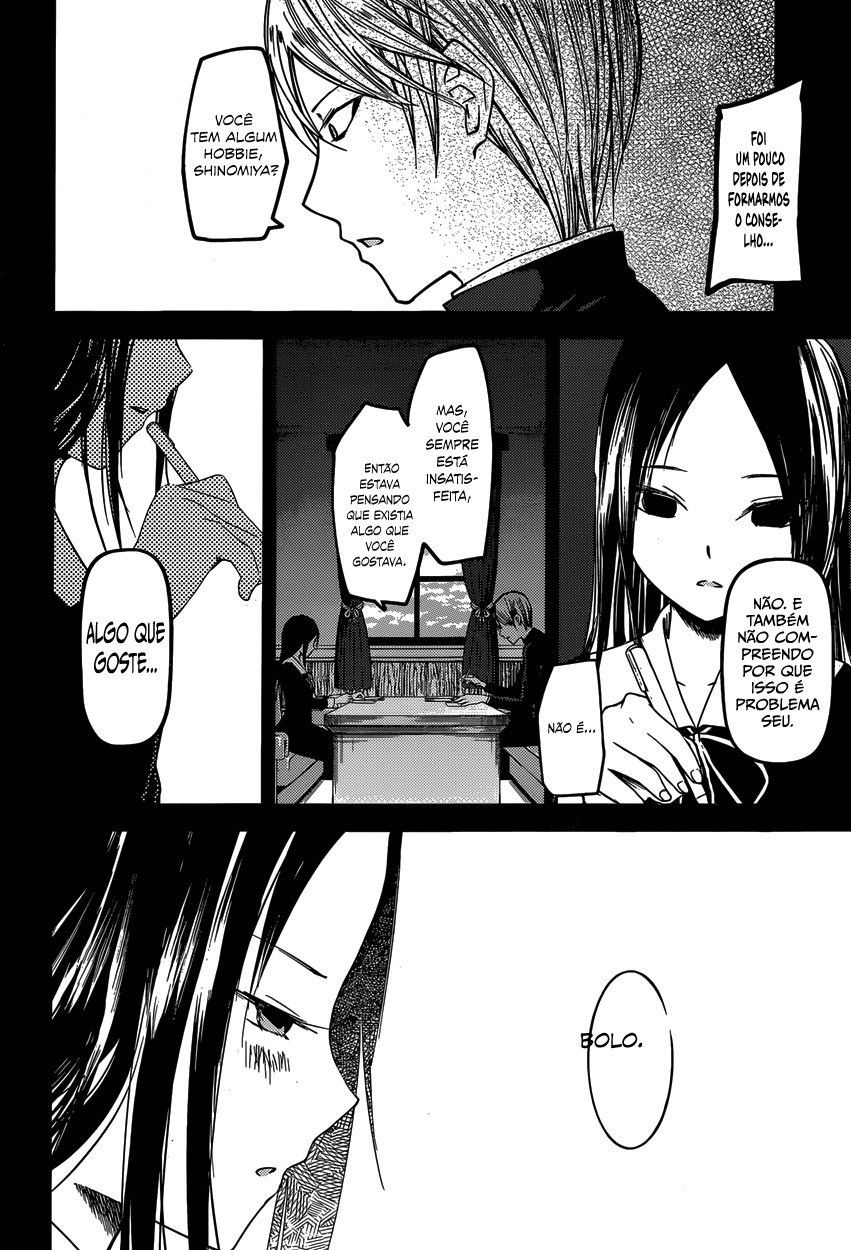 FOI
UM POUCO
DEPOIS DE
FORMARMOS
O CONSE-
LHO...
VOCÊ
TEM ALGUM
HOBBIE,
SHINOMIYA?
NÃO. E
TAMBÉM
NÃO COM-
PREENDO
POR QUE
ISSO É
PROBLEMA
SEU.
NÃO É...
MAS,
VOCÊ
SEMPRE
ESTÁ
INSATIS-
FEITA,
ENTÃO
ESTAVA
PENSANDO
QUE EXISTIA
ALGO QUE
VOCÊ
GOSTAVA.
ALGO QUE
GOSTE...
BOLO.